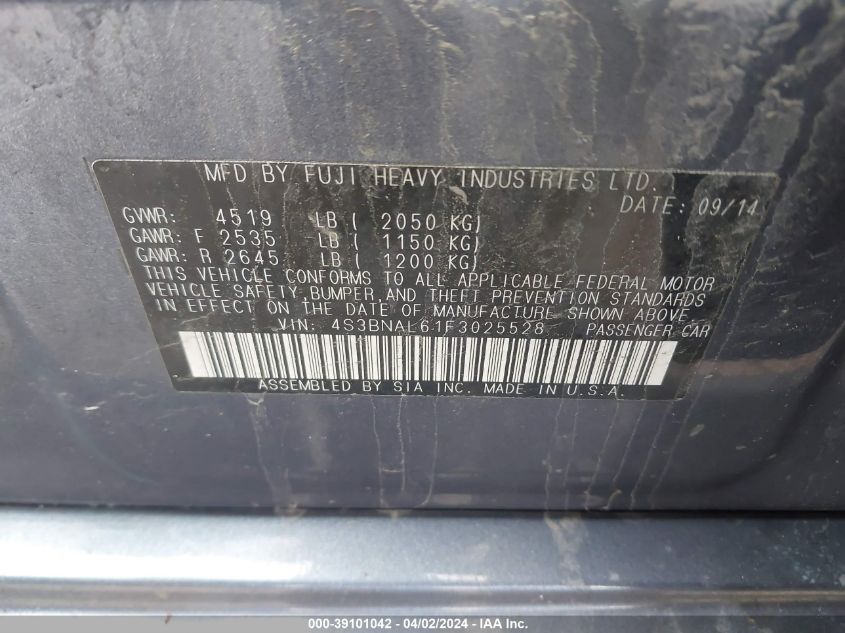 MFD BY FUJI HEAVY INDUSTRIES LTD.
DATE: 09/14
GVWR: 4519 LB ( 2050 KG)
GAWR: F 2535 LB ( 1150 KG)
GAWR: R 2645 LB ( 1200 KG)
THIS VEHICLE CONFORMS TO ALL APPLICABLE FEDERAL MOTOR
VEHICLE SAFETY, BUMPER, AND THEFT PREVENTION STANDARDS
IN EFFECT ON THE DATE OF MANUFACTURE SHOWN ABOVE
VIN: 4S3BNAL61F3025528 PASSENGER CAR
ASSEMBLED BY SIA INC. MADE IN U.S.A.
000-39101042 - 04/02/2024 - IAA Inc.